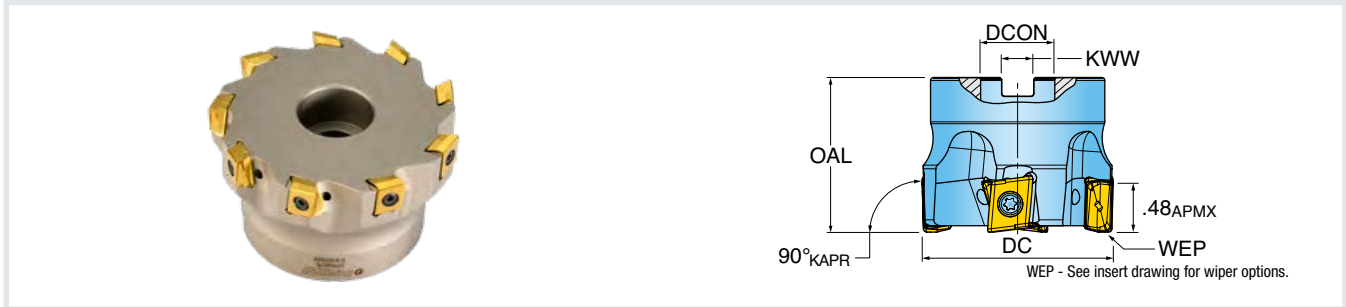 DCON
KWW
OAL
.48APMX
90°KAPR
DC
WEP
WEP - See insert drawing for wiper options.